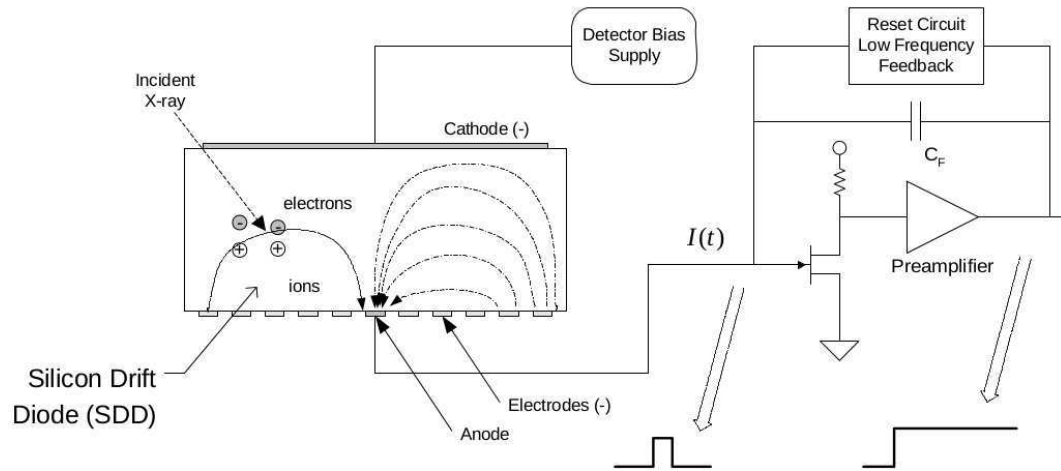 Detector Bias
Supply
Reset Circuit
Low Frequency
Feedback
Incident
X-ray
Cathode (-)
C_F
electrons
-
-
+
+
I(t)
ions
Preamplifier
Silicon Drift
Diode (SDD)
Electrodes (-)
Anode